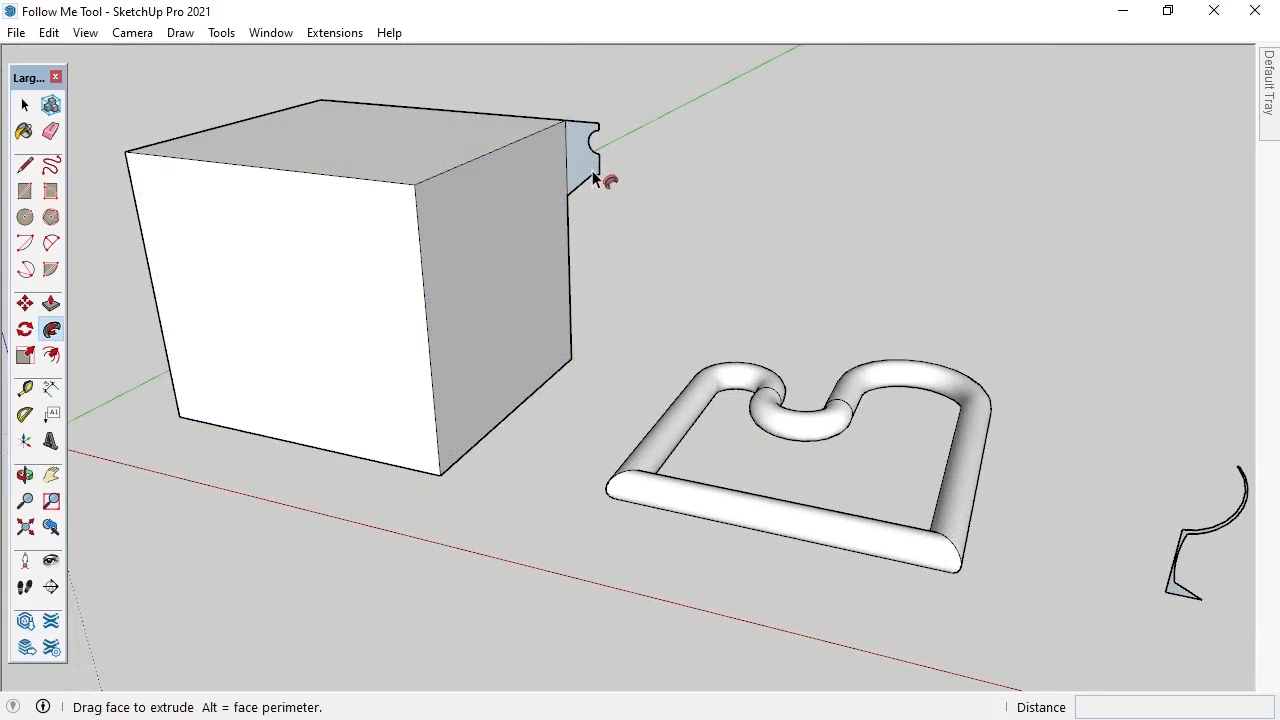 Follow Me Tool - SketchUp Pro 2021
File Edit View Camera Draw Tools Window Extensions Help
Larg...
Default Tray
A1
Drag face to extrude Alt = face perimeter.
Distance